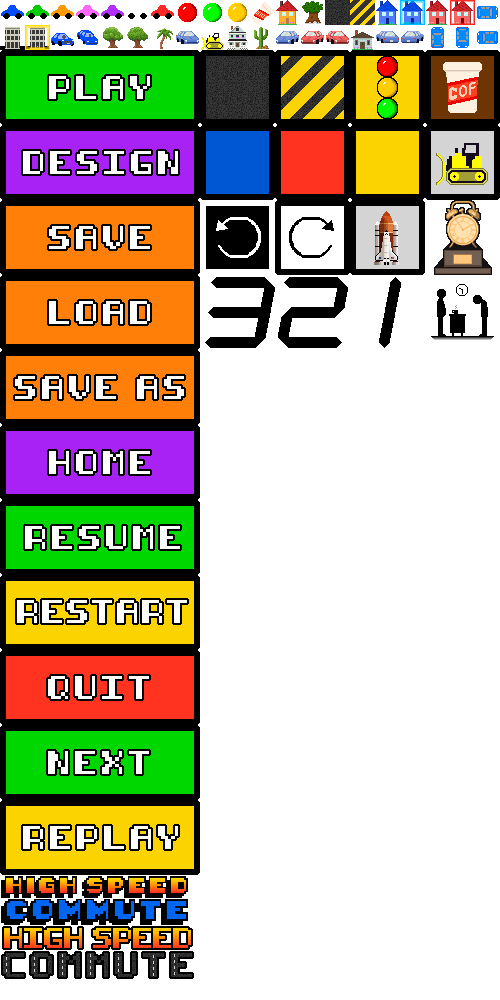 PLAY
COF
DESIGN
SAVE
LOAD
321
SAVE AS
HOME
RESUME
RESTART
QUIT
NEXT
REPLAY
HIGH SPEED
COMMUTE
HIGH SPEED
COMMUTE